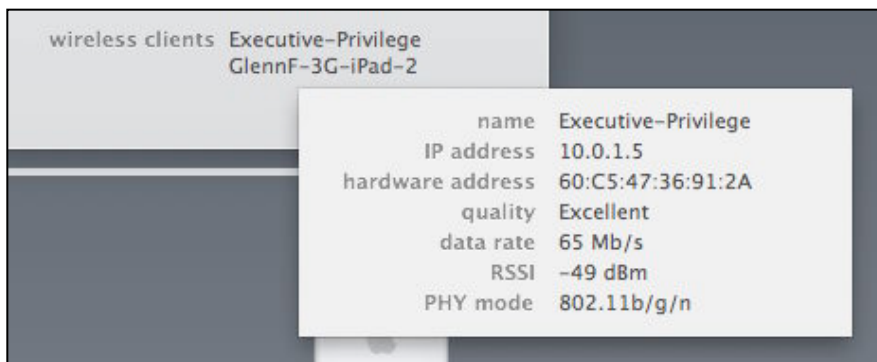 wireless clients Executive-Privilege
GlennF-3G-iPad-2
name Executive-Privilege
IP address 10.0.1.5
hardware address 60:C5:47:36:91:2A
quality Excellent
data rate 65 Mb/s
RSSI -49 dBm
PHY mode 802.11b/g/n